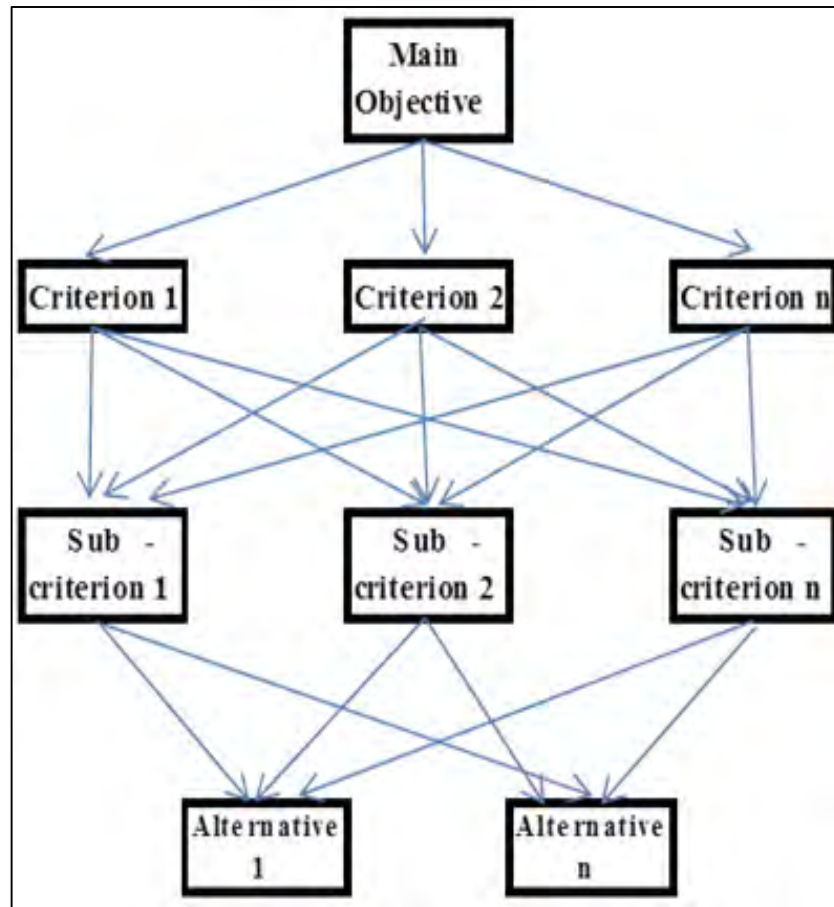 Main
Objective
Criterion 1
Criterion 2
Criterion n
Sub -
criterion 1
Sub -
criterion 2
Sub -
criterion n
Alternative
1
Alternative
n